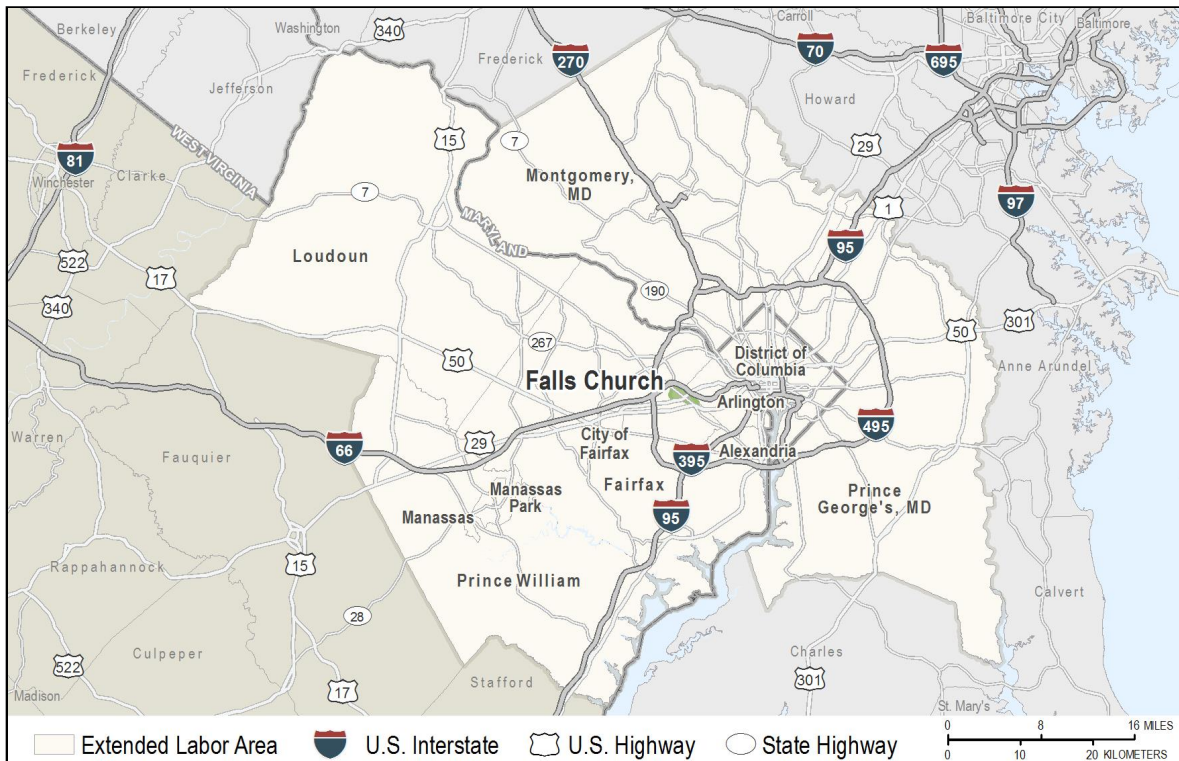 Berkeley
Washington
340
Carroll
Baltimore City
Baltimore
Frederick
Frederick
270
70
695
Jefferson
Howard
15
7
29
WEST VIRGINIA
81
Winchester
Clarke
7
Montgomery,
MD
97
1
MARYLAND
95
Loudoun
522
17
190
340
301
50
267
50
District of
Columbia
Anne Arundel
Falls Church
Arlington
Warren
66
29
City of
Fairfax
395
Alexandria
495
Fauquier
Fairfax
Manassas
Park
Manassas
Prince
George's, MD
95
15
Rappahannock
Prince William
Calvert
28
Culpeper
Charles
522
Madison
17
Stafford
301
St. Mary's
Extended Labor Area
U.S. Interstate
U.S. Highway
State Highway
0 8 16 MILES
0 10 20 KILOMETERS